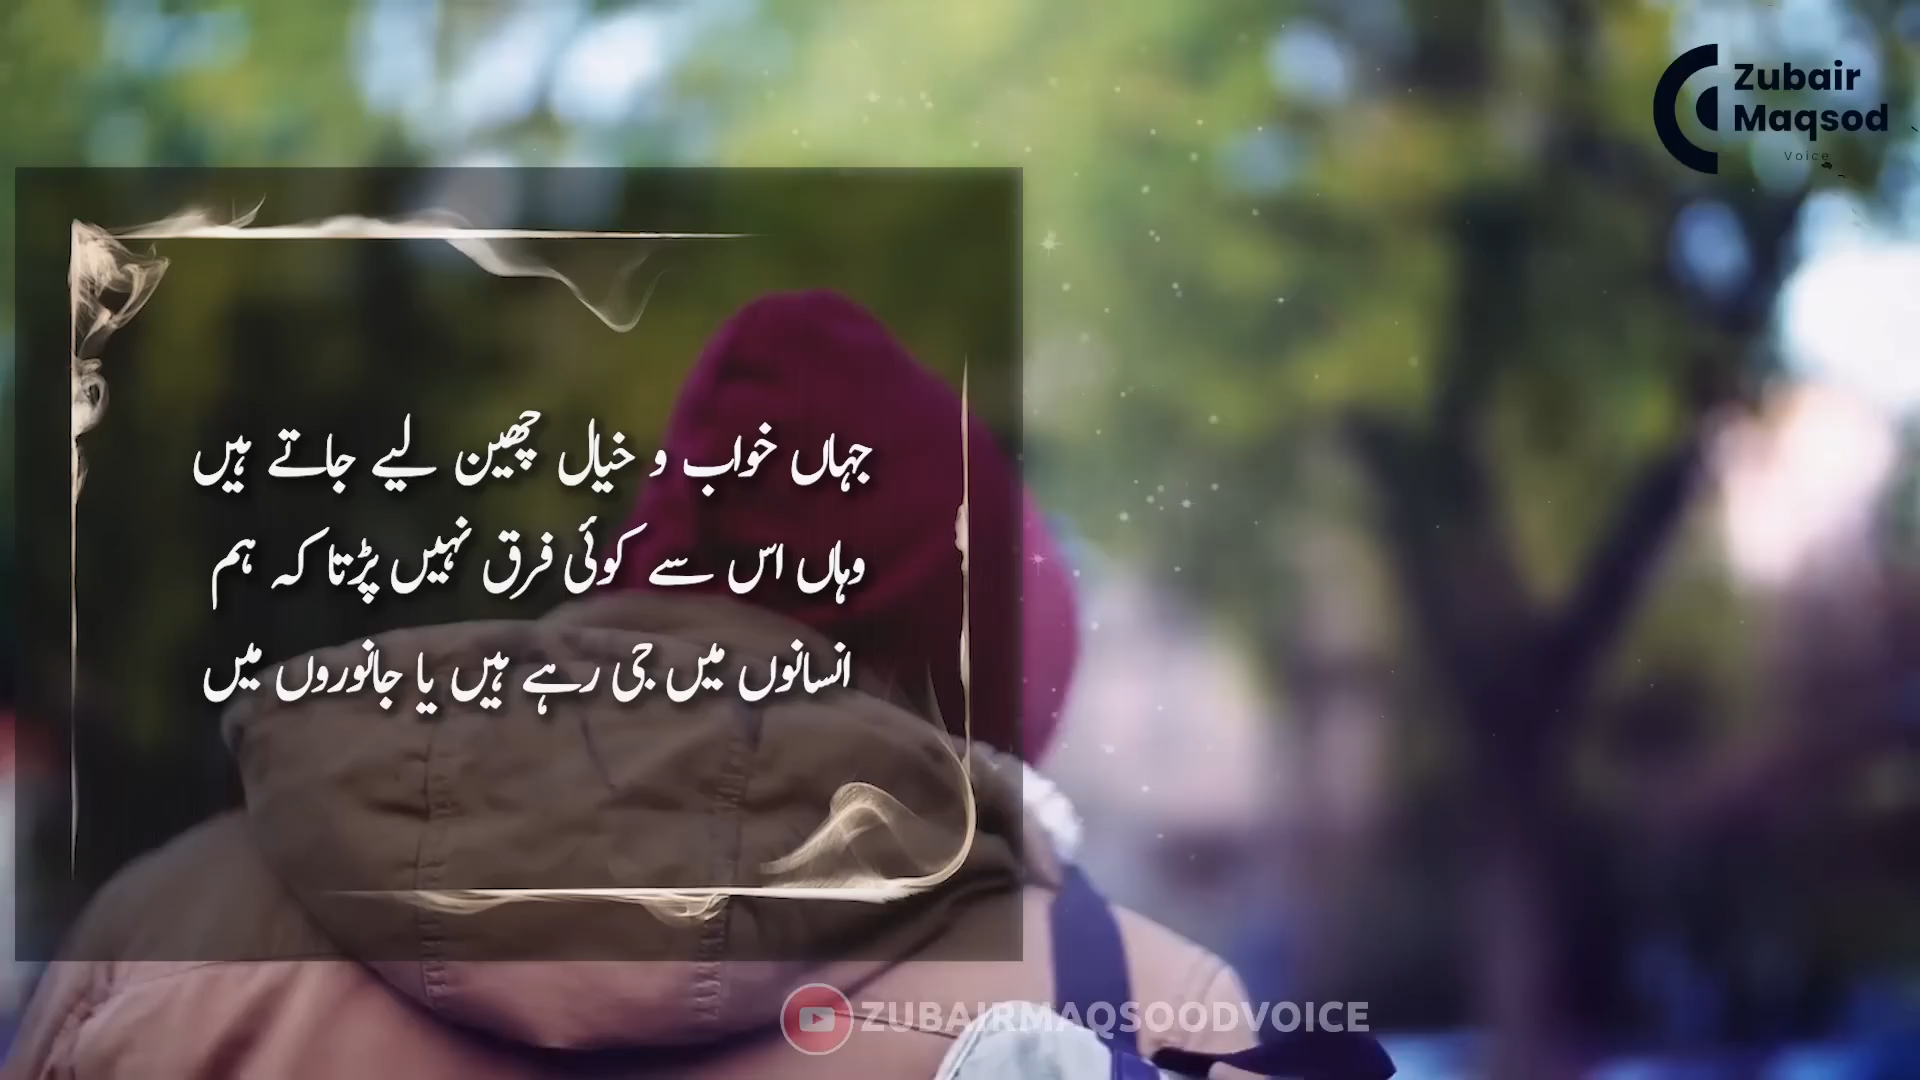 Zubair
Maqsod
Voice
جہاں خواب و خیال چھین لیے جاتے ہیں
وہاں اس سے کوئی فرق نہیں پڑتا کہ ہم
انسانوں میں جی رہے ہیں یا جانوروں میں
ZUBAIRMAQSOODVOICE